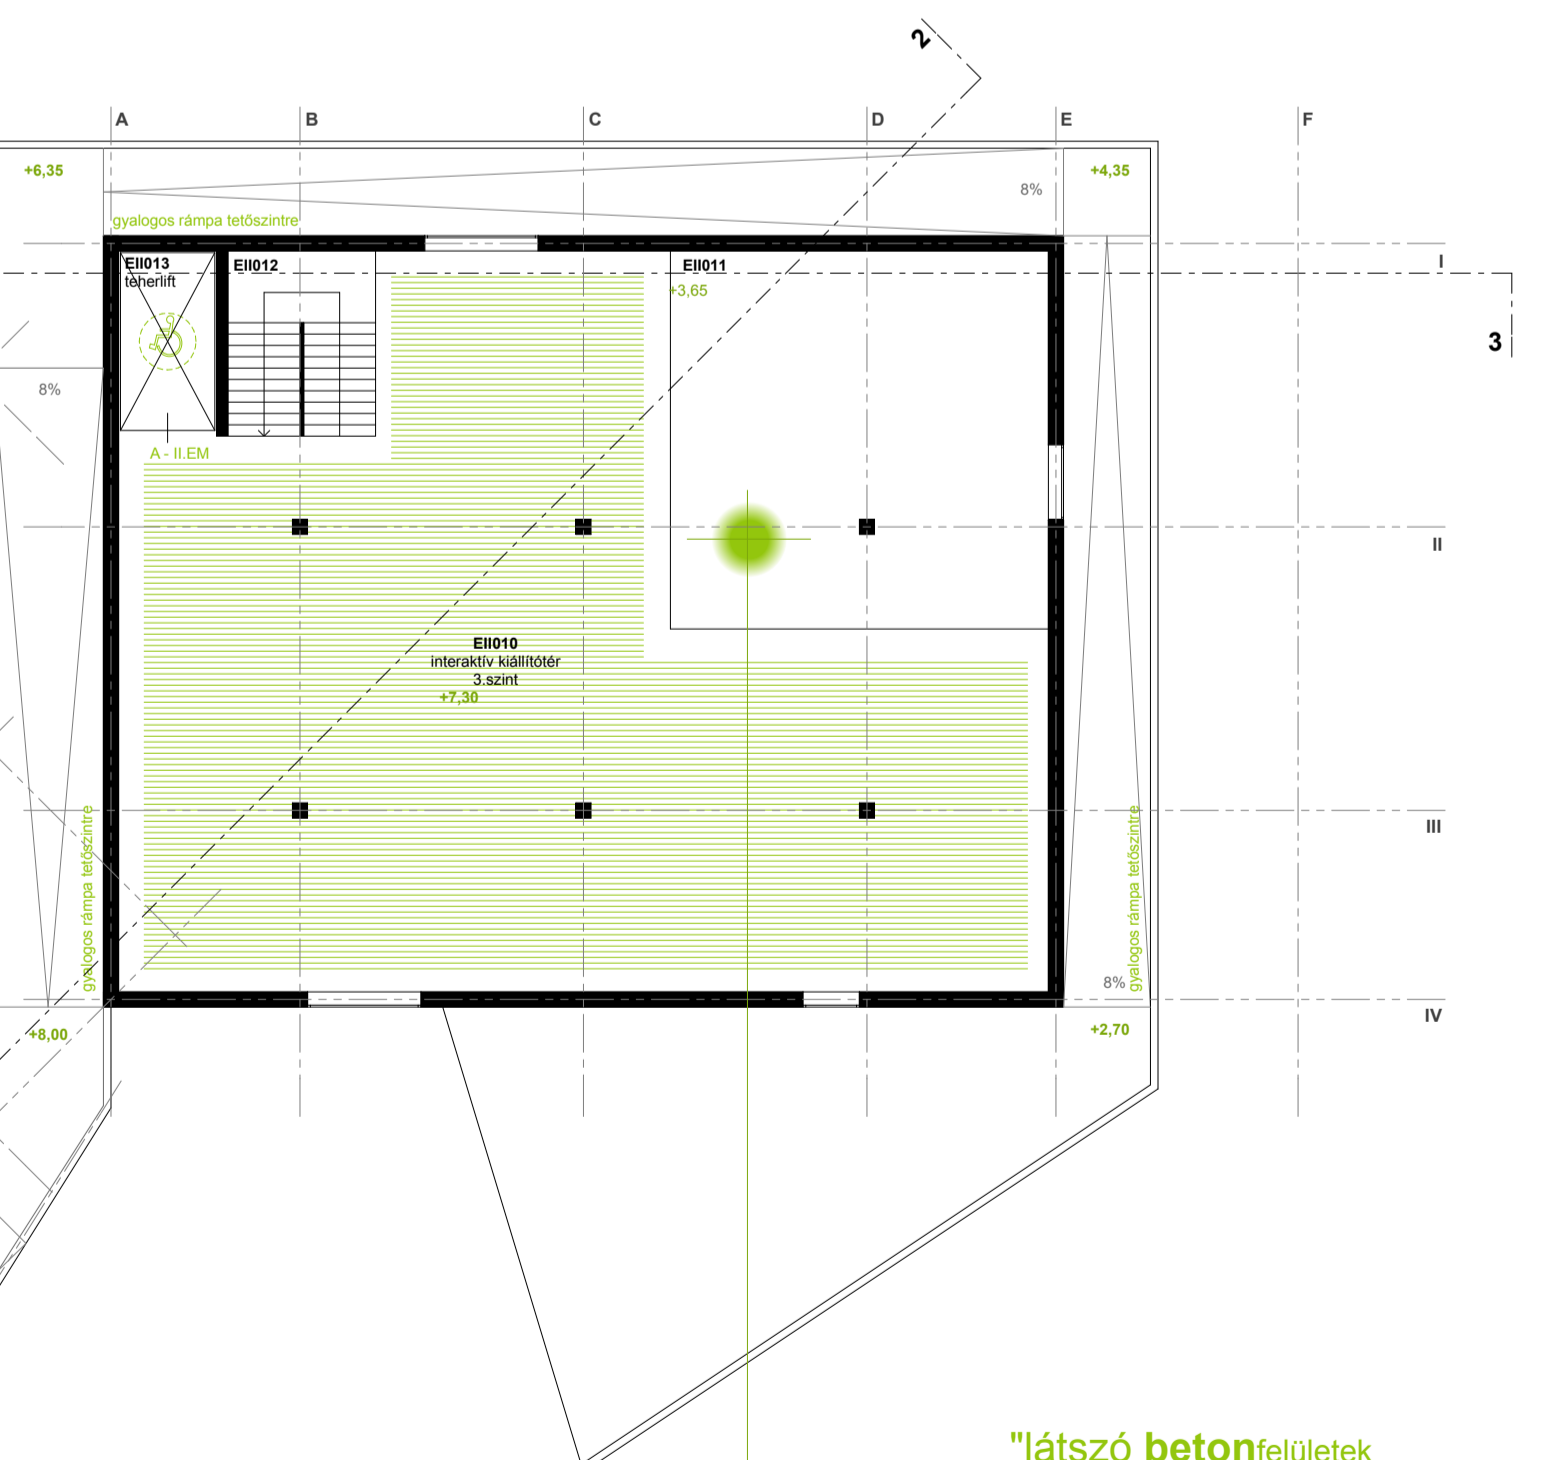 2
A
B
C
D
E
F
+6,35
+4,35
8%
gyalogos rámpa tetőszintre
EII013
teherlift
EII012
EII011
+3,65
I
3
8%
A - II.EM
II
EII010
interaktív kiállítótér
3.szint
+7,30
gyalogos rámpa tetőszintre
gyalogos rámpa tetőszintre
III
8%
IV
+8,00
+2,70
"látszó betonfelületek